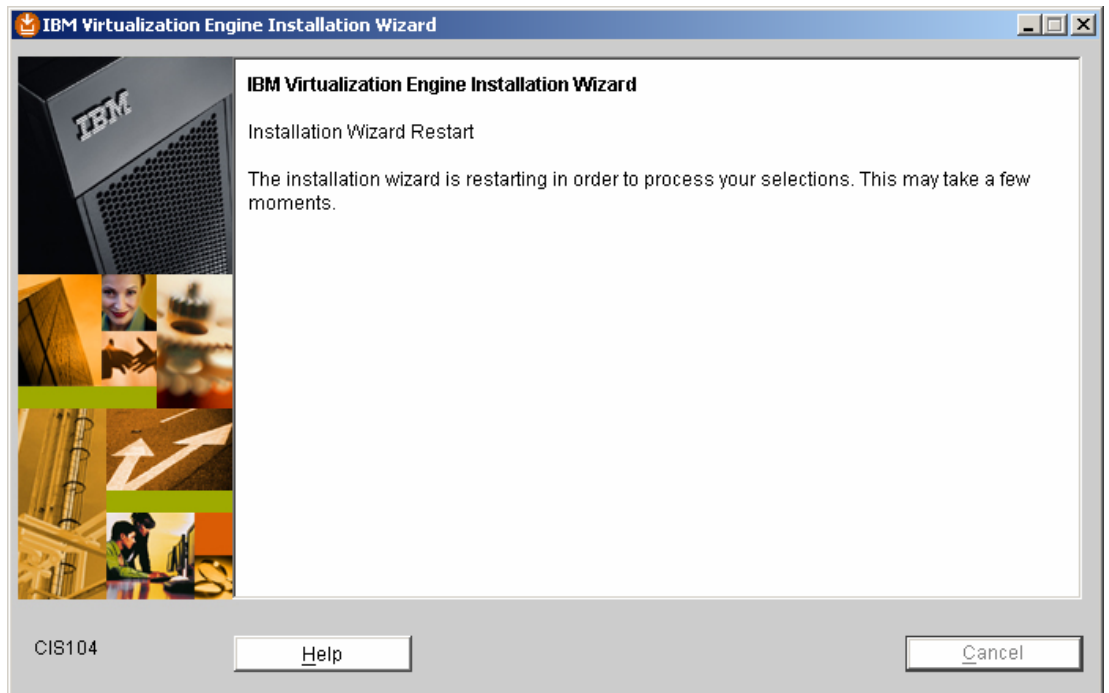 IBM Virtualization Engine Installation Wizard
IBM
IBM Virtualization Engine Installation Wizard
Installation Wizard Restart
The installation wizard is restarting in order to process your selections. This may take a few
moments.
CIS104
Help
Cancel